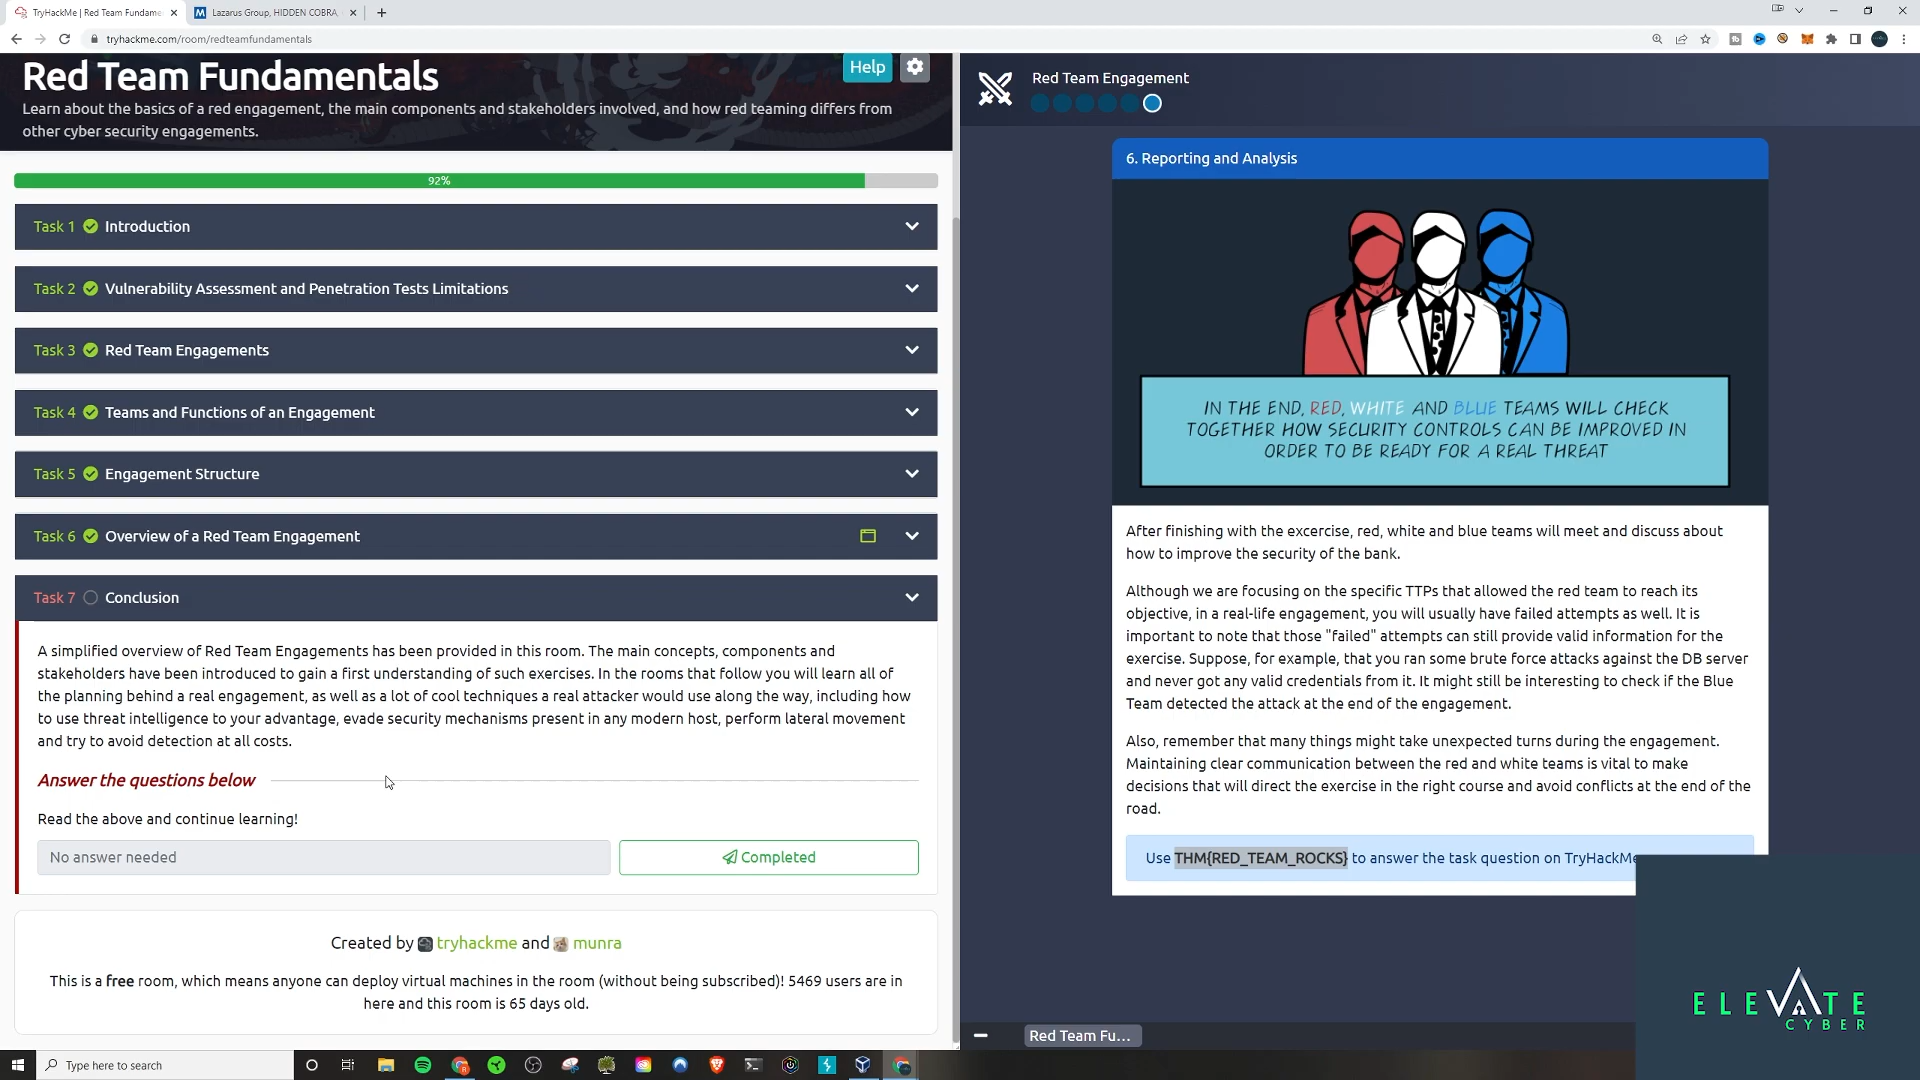 TryHackMe | Red Team Fundame
Lazarus Group, HIDDEN COBRA,
tryhackme.com/room/redteamfundamentals
Red Team Fundamentals
Help
Learn about the basics of a red engagement, the main components and stakeholders involved, and how red teaming differs from
other cyber security engagements.
92%
Task 1 Introduction
Task 2 Vulnerability Assessment and Penetration Tests Limitations
Task 3 Red Team Engagements
Task 4 Teams and Functions of an Engagement
Task 5 Engagement Structure
Task 6 Overview of a Red Team Engagement
Task 7 Conclusion
A simplified overview of Red Team Engagements has been provided in this room. The main concepts, components and
stakeholders have been introduced to gain a first understanding of such exercises. In the rooms that follow you will learn all of
the planning behind a real engagement, as well as a lot of cool techniques a real attacker would use along the way, including how
to use threat intelligence to your advantage, evade security mechanisms present in any modern host, perform lateral movement
and try to avoid detection at all costs.
Answer the questions below
Read the above and continue learning!
No answer needed
Completed
Created by tryhackme and munra
This is a free room, which means anyone can deploy virtual machines in the room (without being subscribed)! 5469 users are in
here and this room is 65 days old.
Red Team Engagement
6. Reporting and Analysis
IN THE END, RED, WHITE AND BLUE TEAMS WILL CHECK
TOGETHER HOW SECURITY CONTROLS CAN BE IMPROVED IN
ORDER TO BE READY FOR A REAL THREAT
After finishing with the excercise, red, white and blue teams will meet and discuss about
how to improve the security of the bank.
Although we are focusing on the specific TTPs that allowed the red team to reach its
objective, in a real-life engagement, you will usually have failed attempts as well. It is
important to note that those "failed" attempts can still provide valid information for the
exercise. Suppose, for example, that you ran some brute force attacks against the DB server
and never got any valid credentials from it. It might still be interesting to check if the Blue
Team detected the attack at the end of the engagement.
Also, remember that many things might take unexpected turns during the engagement.
Maintaining clear communication between the red and white teams is vital to make
decisions that will direct the exercise in the right course and avoid conflicts at the end of the
road.
Use THM{RED_TEAM_ROCKS} to answer the task question on TryHackMe
Red Team Fu...
ELEVATE
CYBER
Type here to search